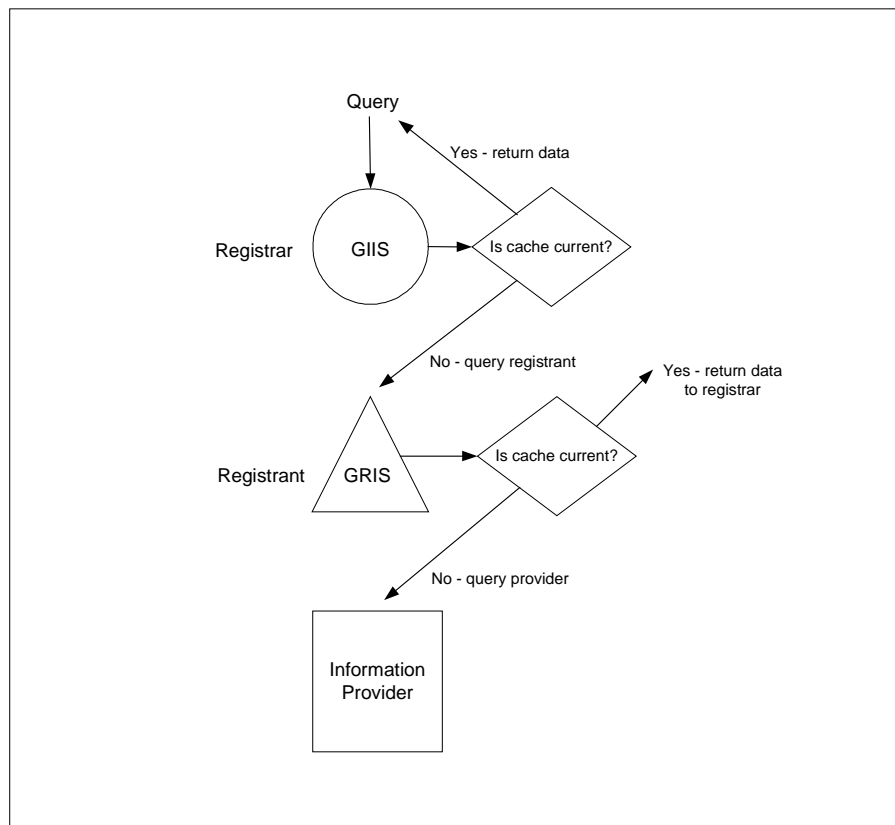 Query
Yes - return data
Registrar
GIIS
Is cache current?
No - query registrant
Yes - return data
to registrar
Registrant
GRIS
Is cache current?
No - query provider
Information
Provider